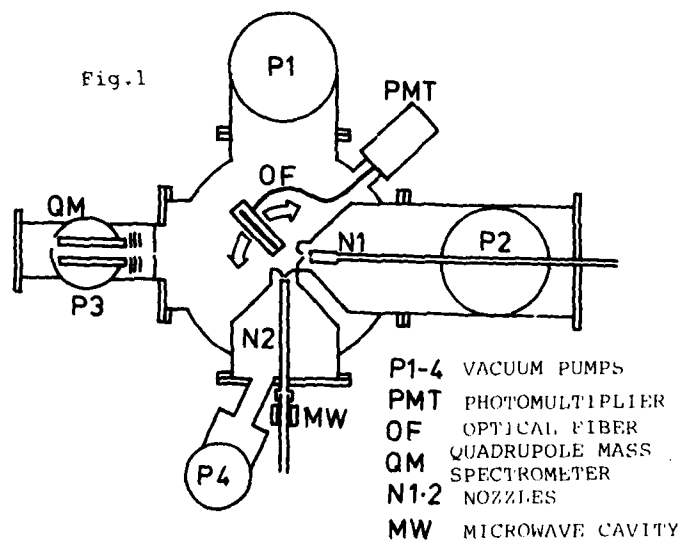 Fig.1
P1
PMT
OF
QM
N1
P2
P3
N2
MW
P4
P1-4 VACUUM PUMPS
PMT PHOTOMULTIPLIER
OF OPTICAL FIBER
QM QUADRUPOLE MASS
SPECTROMETER
N1·2 NOZZLES
MW MICROWAVE CAVITY